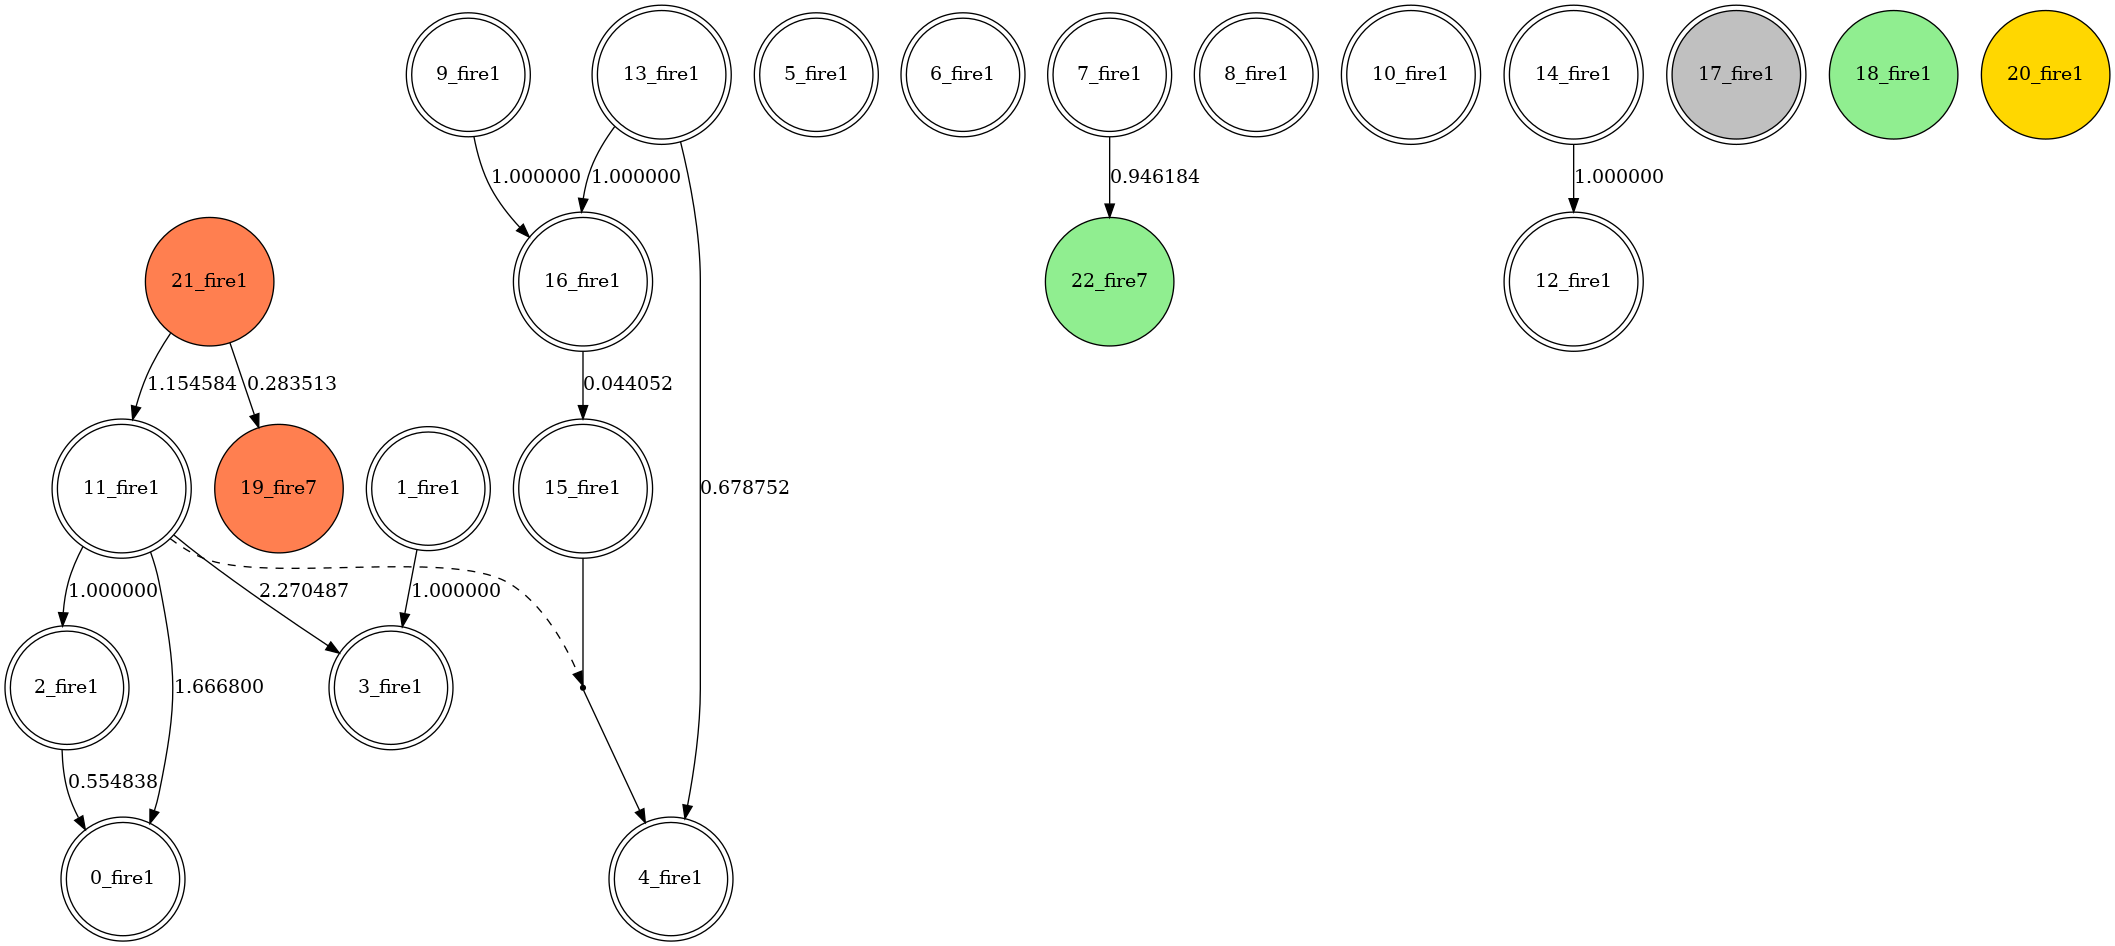 9_fire1
13_fire1
5_fire1
6_fire1
7_fire1
8_fire1
10_fire1
14_fire1
17_fire1
18_fire1
20_fire1
1.000000
1.000000
0.946184
1.000000
21_fire1
16_fire1
22_fire7
12_fire1
1.154584
0.283513
0.044052
11_fire1
19_fire7
1_fire1
15_fire1
0.678752
1.000000
2.270487
1.000000
2_fire1
1.666800
3_fire1
0.554838
0_fire1
4_fire1